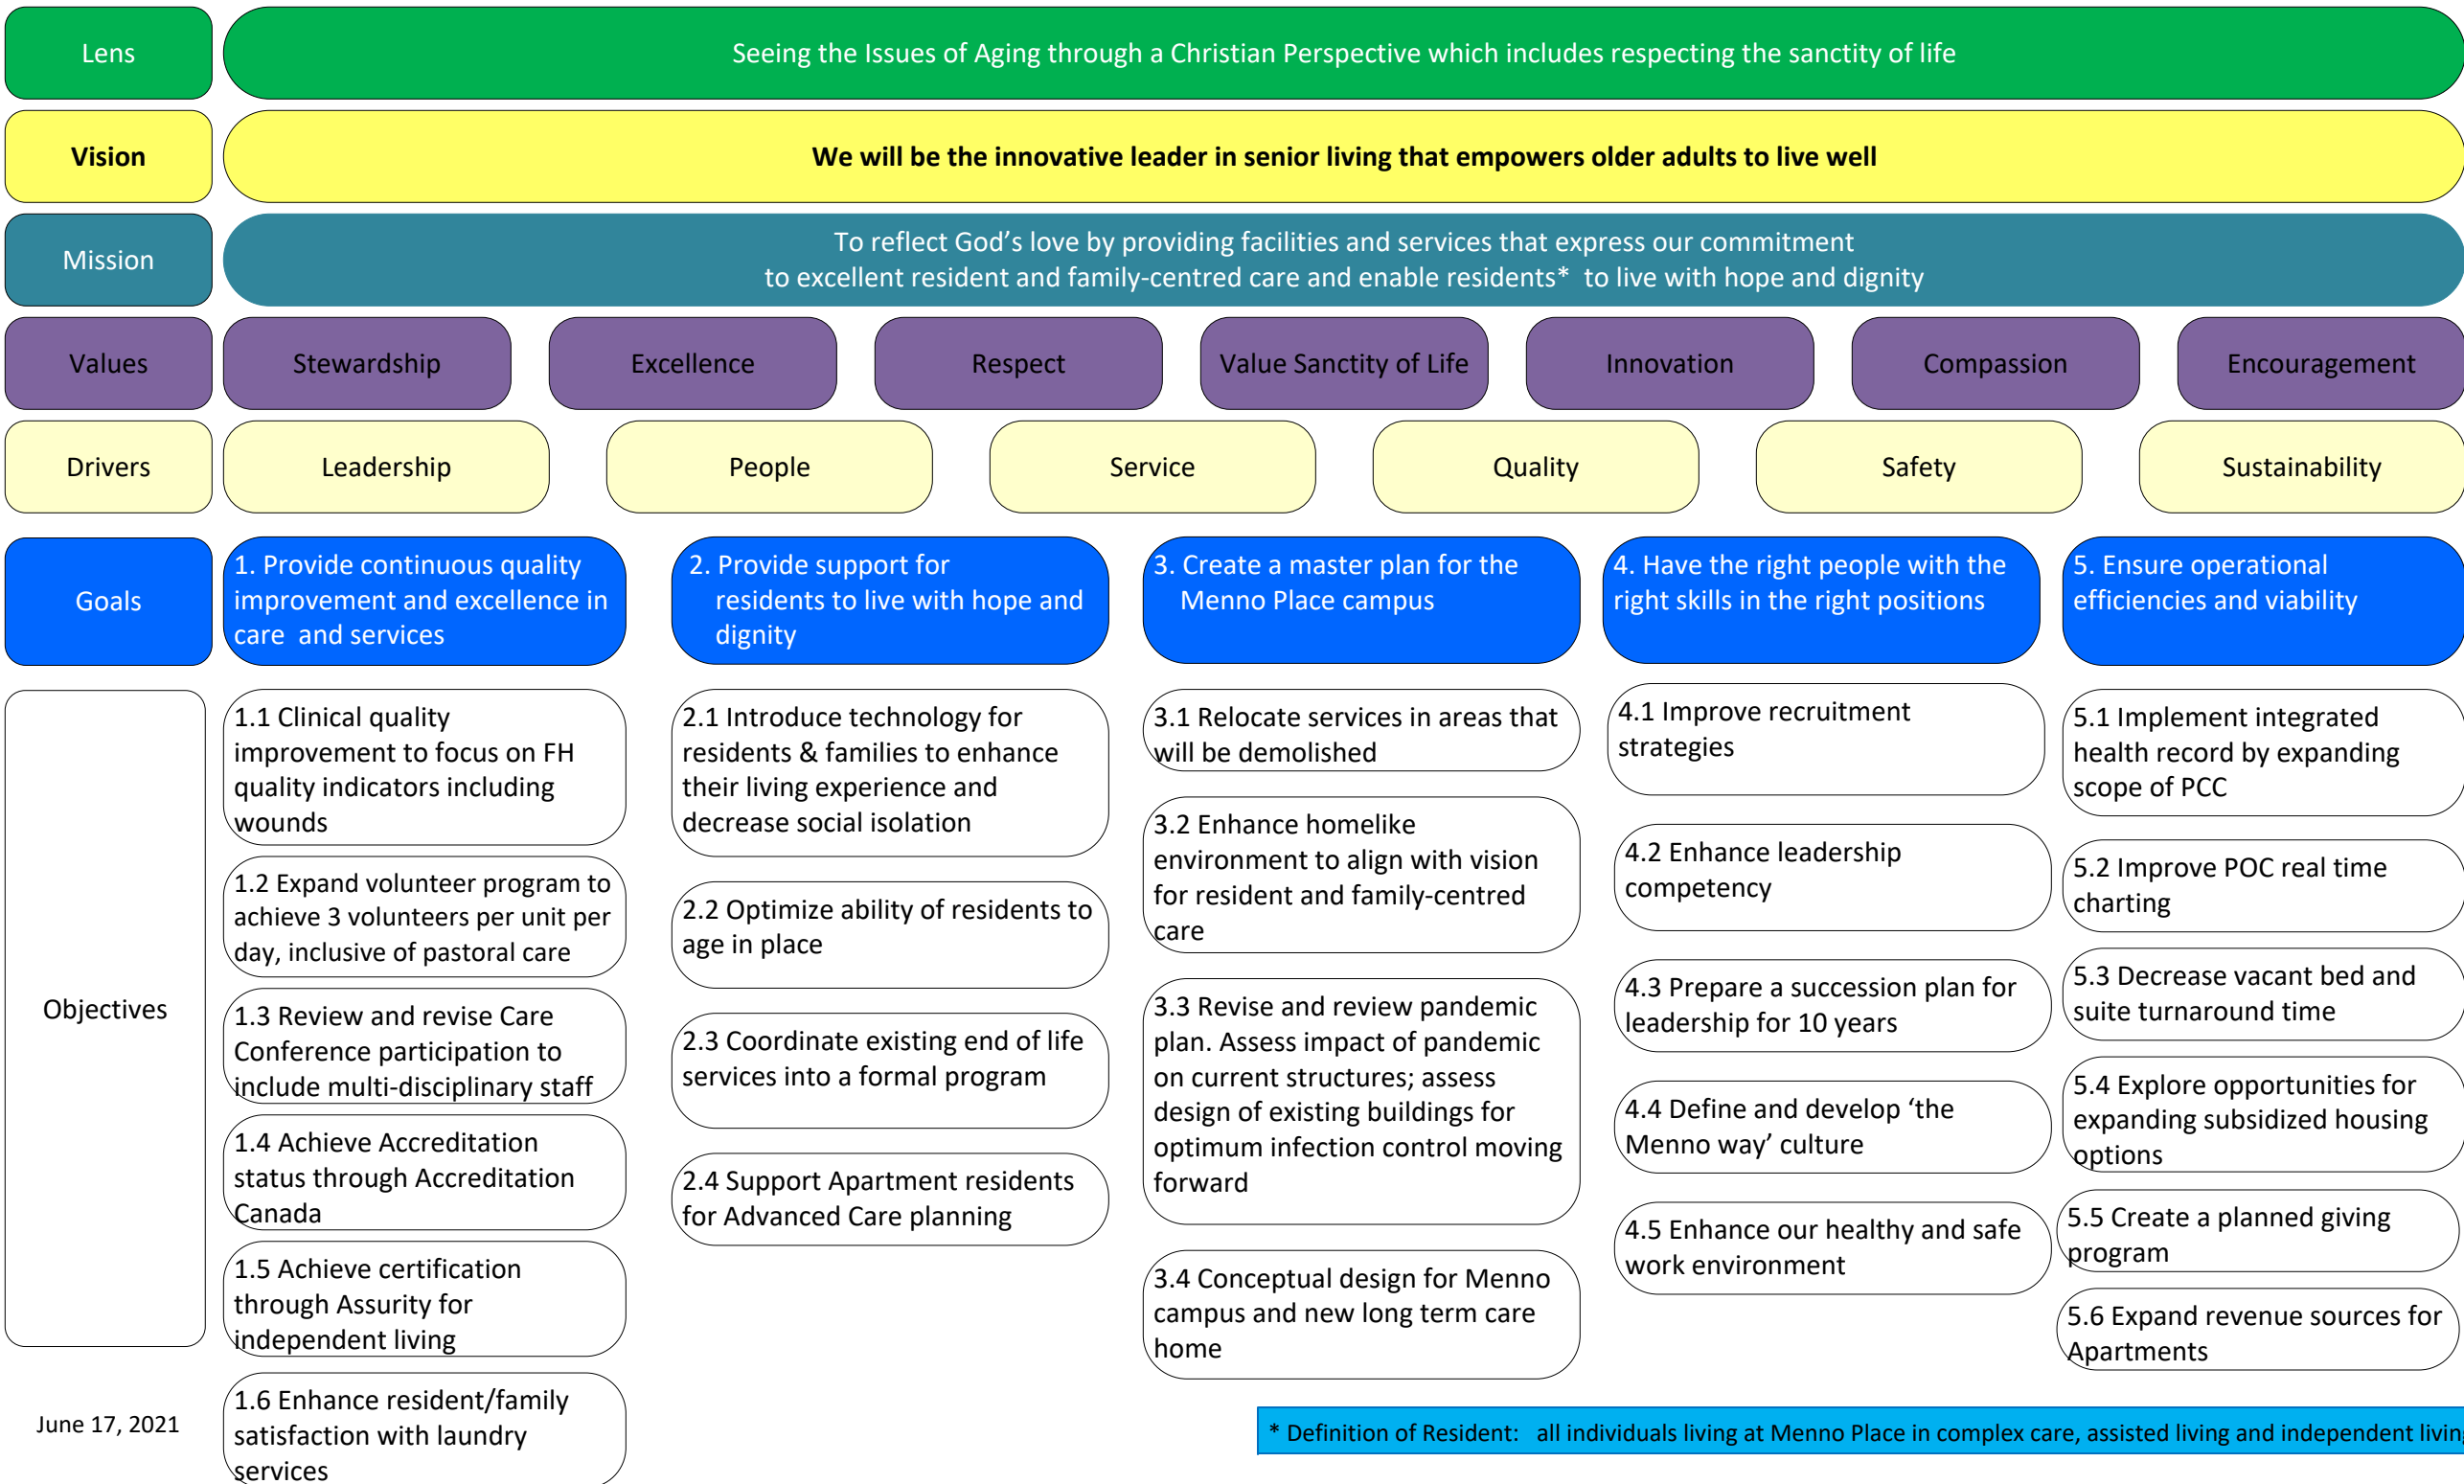 Lens
Seeing the Issues of Aging through a Christian Perspective which includes respecting the sanctity of life
Vision
We will be the innovative leader in senior living that empowers older adults to live well
Mission
To reflect God’s love by providing facilities and services that express our commitment
to excellent resident and family-centred care and enable residents* to live with hope and dignity
Values
Stewardship
Excellence
Respect
Value Sanctity of Life
Innovation
Compassion
Encouragement
Drivers
Leadership
People
Service
Quality
Safety
Sustainability
Goals
1. Provide continuous quality
improvement and excellence in
care and services
2. Provide support for
residents to live with hope and
dignity
3. Create a master plan for the
Menno Place campus
4. Have the right people with the
right skills in the right positions
5. Ensure operational
efficiencies and viability
Objectives
1.1 Clinical quality
improvement to focus on FH
quality indicators including
wounds
1.2 Expand volunteer program to
achieve 3 volunteers per unit per
day, inclusive of pastoral care
1.3 Review and revise Care
Conference participation to
include multi-disciplinary staff
1.4 Achieve Accreditation
status through Accreditation
Canada
1.5 Achieve certification
through Assurity for
independent living
1.6 Enhance resident/family
satisfaction with laundry
services
2.1 Introduce technology for
residents & families to enhance
their living experience and
decrease social isolation
2.2 Optimize ability of residents to
age in place
2.3 Coordinate existing end of life
services into a formal program
2.4 Support Apartment residents
for Advanced Care planning
3.1 Relocate services in areas that
will be demolished
3.2 Enhance homelike
environment to align with vision
for resident and family-centred
care
3.3 Revise and review pandemic
plan. Assess impact of pandemic
on current structures; assess
design of existing buildings for
optimum infection control moving
forward
3.4 Conceptual design for Menno
campus and new long term care
home
4.1 Improve recruitment
strategies
4.2 Enhance leadership
competency
4.3 Prepare a succession plan for
leadership for 10 years
4.4 Define and develop ‘the
Menno way’ culture
4.5 Enhance our healthy and safe
work environment
5.1 Implement integrated
health record by expanding
scope of PCC
5.2 Improve POC real time
charting
5.3 Decrease vacant bed and
suite turnaround time
5.4 Explore opportunities for
expanding subsidized housing
options
5.5 Create a planned giving
program
5.6 Expand revenue sources for
Apartments
June 17, 2021
* Definition of Resident: all individuals living at Menno Place in complex care, assisted living and independent living